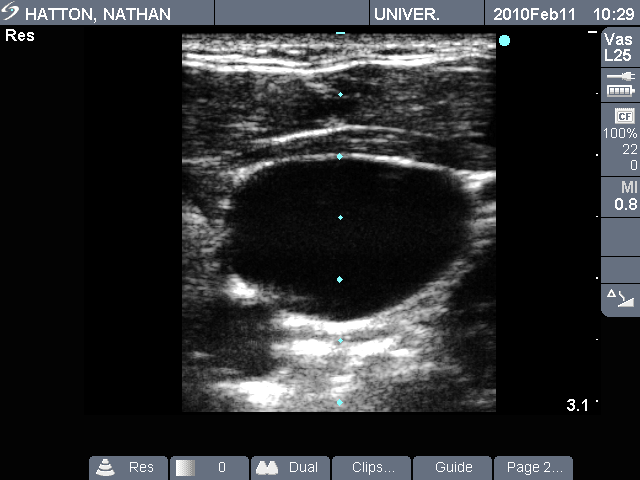 HATTON, NATHAN UNIVER. 2010Feb11 10:29
Res
Vas
L25
CF
100%
22
0
MI
0.8
3.1
Res 0 Dual Clips... Guide Page 2...